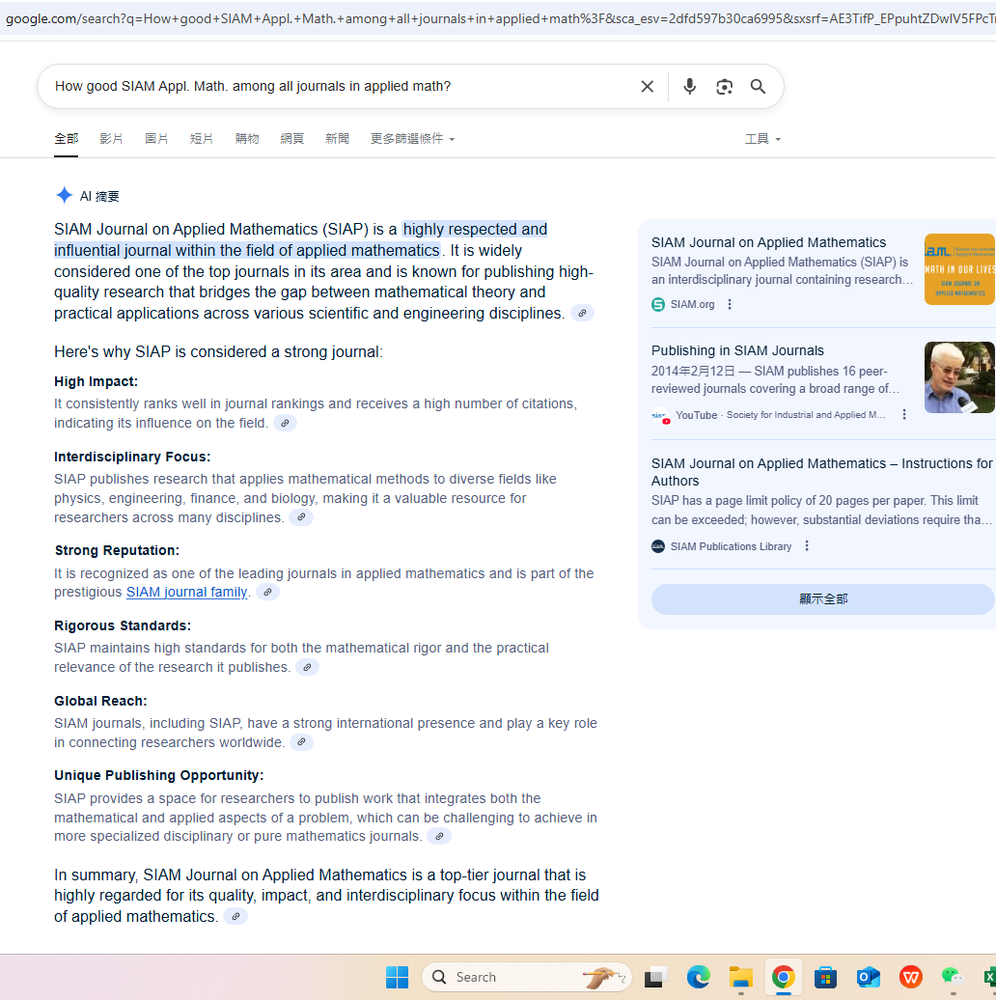 google.com/search?q=How+good+SIAM+Appl.+Math.+among+all+journals+in+applied+math%3F&sca_esv=2dfd597b30ca6995&sxsrf=AE3TifP_EPpuhtZDwIV5FPcTr
How good SIAM Appl. Math. among all journals in applied math?
全部 影片 圖片 短片 購物 網頁 新聞 更多篩選條件 工具
AI 摘要
SIAM Journal on Applied Mathematics (SIAP) is a highly respected and
influential journal within the field of applied mathematics. It is widely
considered one of the top journals in its area and is known for publishing high-
quality research that bridges the gap between mathematical theory and
practical applications across various scientific and engineering disciplines.
Here's why SIAP is considered a strong journal:
High Impact:
It consistently ranks well in journal rankings and receives a high number of citations,
indicating its influence on the field.
Interdisciplinary Focus:
SIAP publishes research that applies mathematical methods to diverse fields like
physics, engineering, finance, and biology, making it a valuable resource for
researchers across many disciplines.
Strong Reputation:
It is recognized as one of the leading journals in applied mathematics and is part of the
prestigious SIAM journal family.
Rigorous Standards:
SIAP maintains high standards for both the mathematical rigor and the practical
relevance of the research it publishes.
Global Reach:
SIAM journals, including SIAP, have a strong international presence and play a key role
in connecting researchers worldwide.
Unique Publishing Opportunity:
SIAP provides a space for researchers to publish work that integrates both the
mathematical and applied aspects of a problem, which can be challenging to achieve in
more specialized disciplinary or pure mathematics journals.
In summary, SIAM Journal on Applied Mathematics is a top-tier journal that is
highly regarded for its quality, impact, and interdisciplinary focus within the field
of applied mathematics.
SIAM Journal on Applied Mathematics
SIAM Journal on Applied Mathematics (SIAP) is
an interdisciplinary journal containing research…
SIAM.org
MATH IN OUR LIVES
SIAM JOURNAL ON
APPLIED MATHEMATICS
Publishing in SIAM Journals
2014年2月12日 — SIAM publishes 16 peer-
reviewed journals covering a broad range of…
YouTube · Society for Industrial and Applied M…
SIAM Journal on Applied Mathematics – Instructions for
Authors
SIAP has a page limit policy of 20 pages per paper. This limit
can be exceeded; however, substantial deviations require tha…
SIAM Publications Library
顯示全部
Search